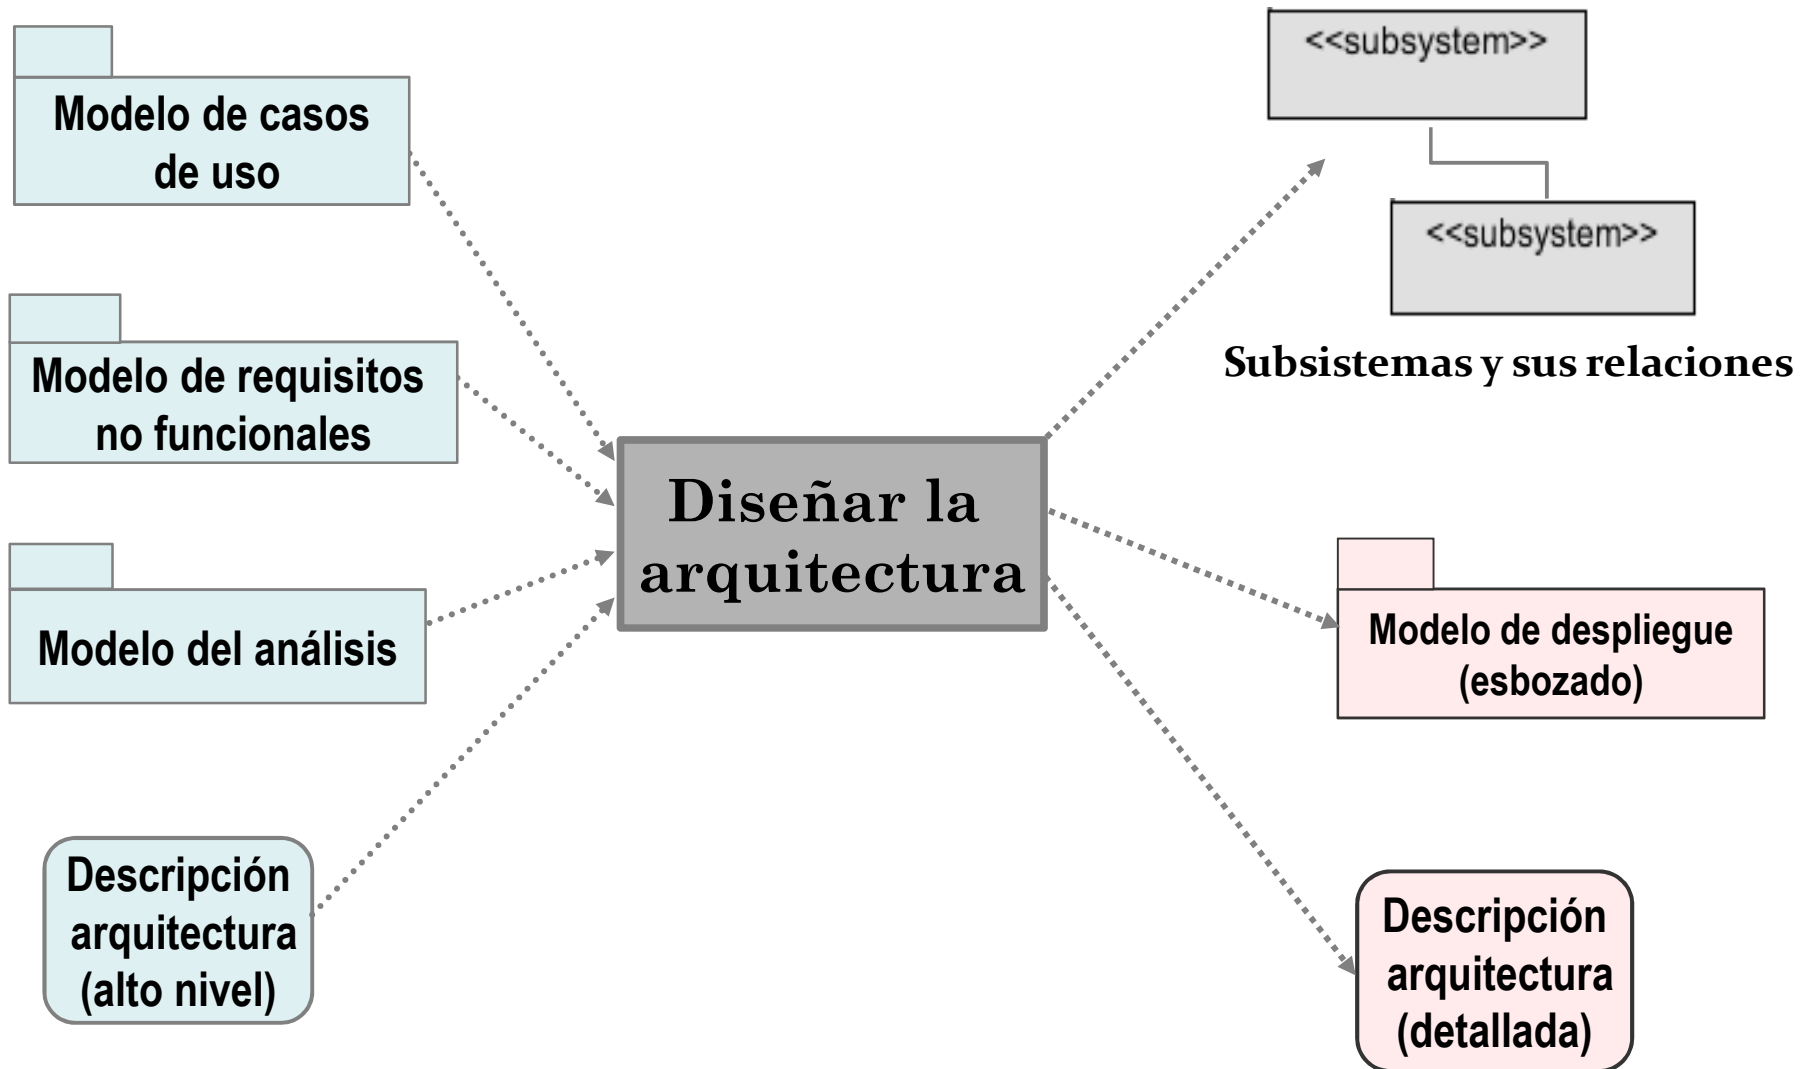 Modelo de casos
de uso
Modelo de requisitos
no funcionales
Modelo del análisis
Descripción
arquitectura
(alto nivel)
Diseñar la
arquitectura
<<subsystem>>
<<subsystem>>
Subsistemas y sus relaciones
Modelo de despliegue
(esbozado)
Descripción
arquitectura
(detallada)